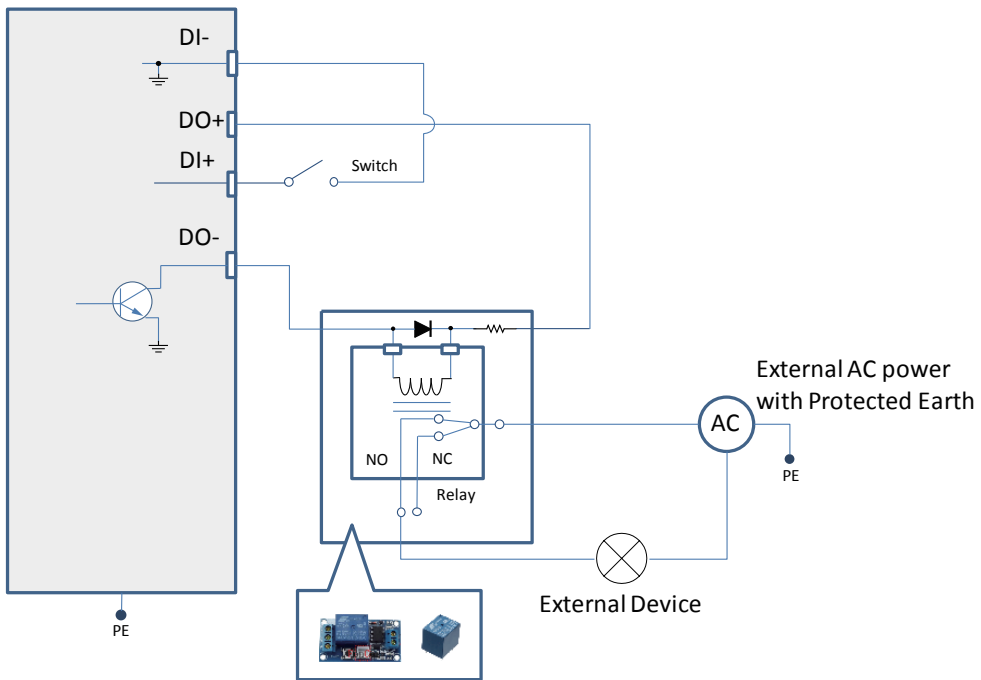 DI-
DO+
DI+
Switch
DO-
External AC power
with Protected Earth
AC
NO
NC
PE
Relay
External Device
PE